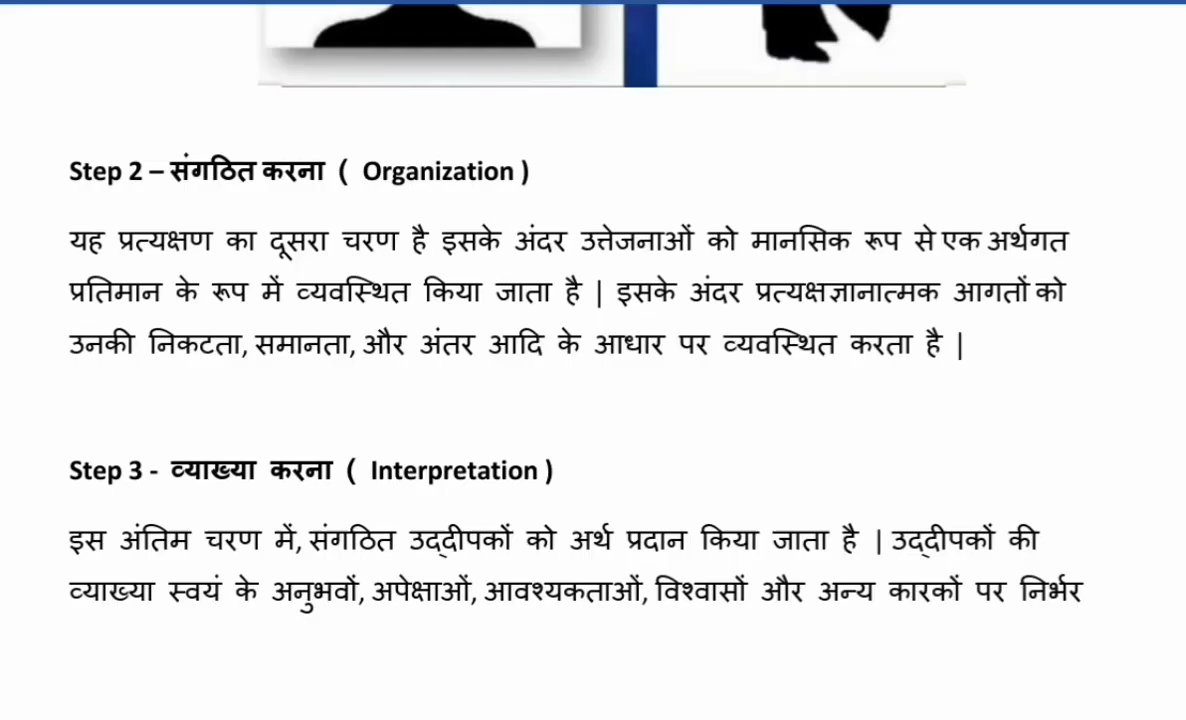 Step 2 – संगठित करना ( Organization )
यह प्रत्यक्षण का दूसरा चरण है इसके अंदर उत्तेजनाओं को मानसिक रूप से एक अर्थगत
प्रतिमान के रूप में व्यवस्थित किया जाता है | इसके अंदर प्रत्यक्षज्ञानात्मक आगतों को
उनकी निकटता, समानता, और अंतर आदि के आधार पर व्यवस्थित करता है |
Step 3 - व्याख्या करना ( Interpretation )
इस अंतिम चरण में, संगठित उद्दीपकों को अर्थ प्रदान किया जाता है | उद्दीपकों की
व्याख्या स्वयं के अनुभवों, अपेक्षाओं, आवश्यकताओं, विश्वासों और अन्य कारकों पर निर्भर